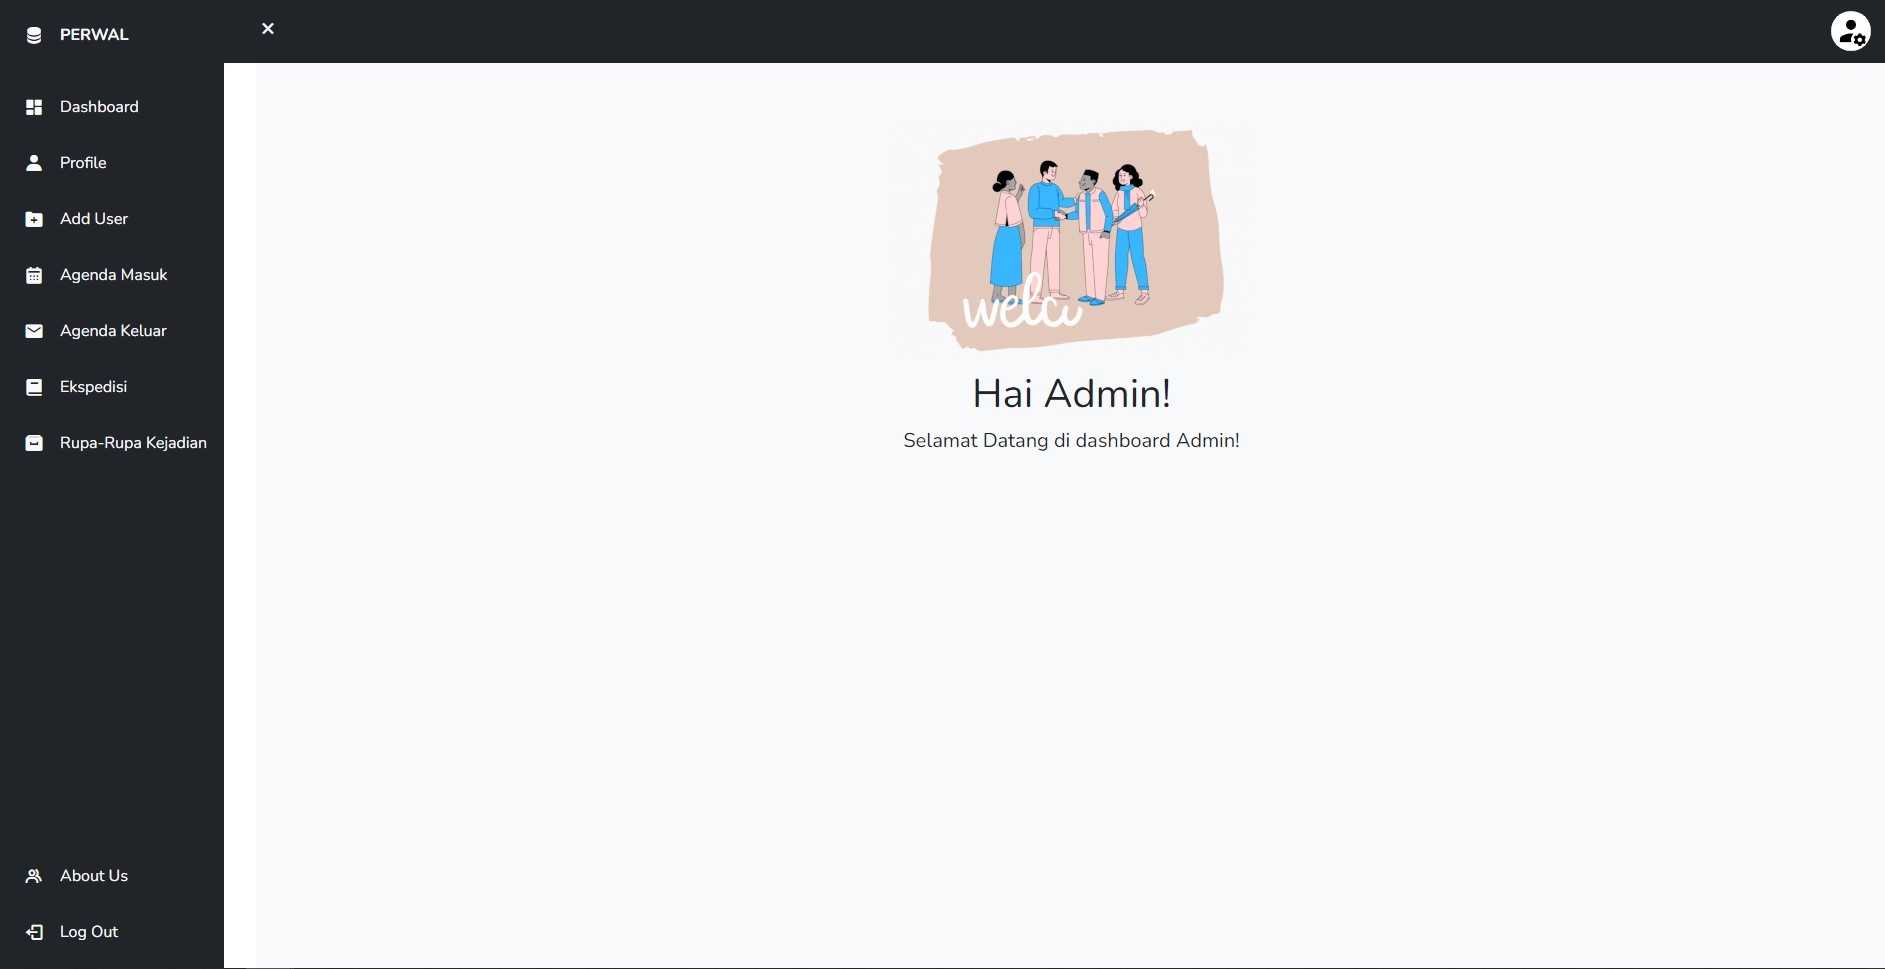 PERWAL
Dashboard
Profile
Add User
Agenda Masuk
Agenda Keluar
Ekspedisi
Rupa-Rupa Kejadian
About Us
Log Out
welco
Hai Admin!
Selamat Datang di dashboard Admin!